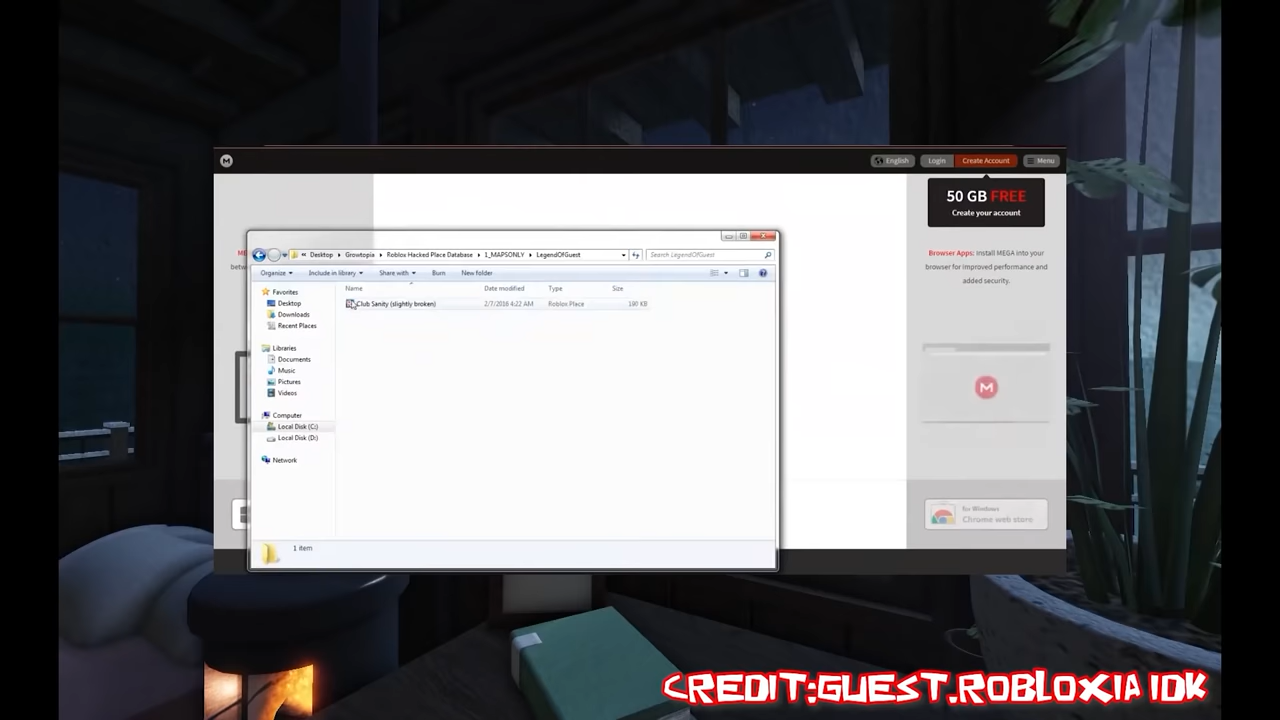 M
English
Login
Create Account
Menu
50 GB FREE
Create your account
ME
Browser Apps: Install MEGA into
betw
your browser for improved performance and
added security.
Desktop
Growtopia
Roblox Hacked Place Database
1_MAPSONLY
LegendOfGuest
Search LegendOfGuest
Organize
Include in library
Share with
Burn
New folder
Name
Date modified
Type
Size
Club Sanity (slightly broken)
2/7/2018 4:22 AM
Roblox Place
190 KB
Favorites
Desktop
Downloads
Recent Places
Libraries
Documents
Music
Pictures
Videos
Computer
Local Disk (C:)
Local Disk (D:)
Network
M
for Windows
Chrome web store
1 item
CREDIT:GUEST.ROBLOXIA IDK